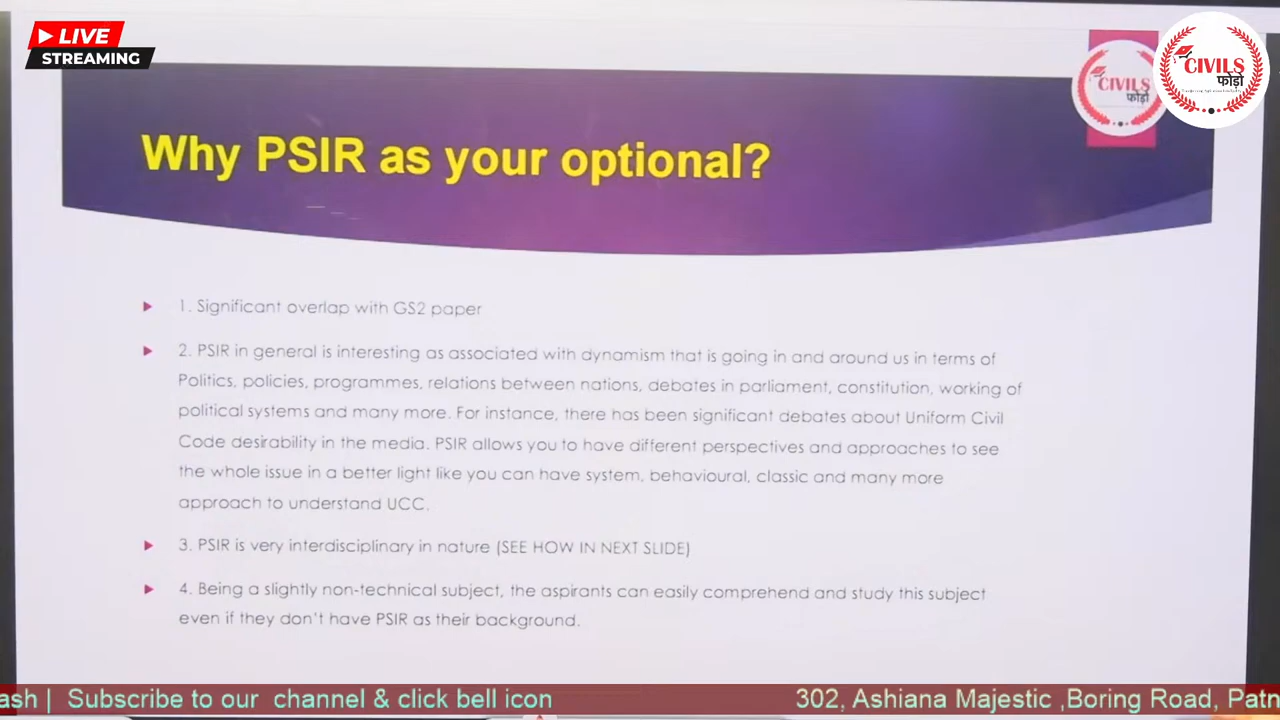 LIVE
STREAMING
CIVILS
फोड़ो
CIVILS
फोड़ो
Why PSIR as your optional?
1. Significant overlap with GS2 paper
2. PSIR in general is interesting as associated with dynamism that is going in and around us in terms of
Politics, policies, programmes, relations between nations, debates in parliament, constitution, working of
political systems and many more. For instance, there has been significant debates about Uniform Civil
Code desirability in the media. PSIR allows you to have different perspectives and approaches to see
the whole issue in a better light like you can have system, behavioural, classic and many more
approach to understand UCC.
3. PSIR is very interdisciplinary in nature (SEE HOW IN NEXT SLIDE)
4. Being a slightly non-technical subject, the aspirants can easily comprehend and study this subject
even if they don't have PSIR as their background.
ash | Subscribe to our channel & click bell icon 302, Ashiana Majestic ,Boring Road, Patn